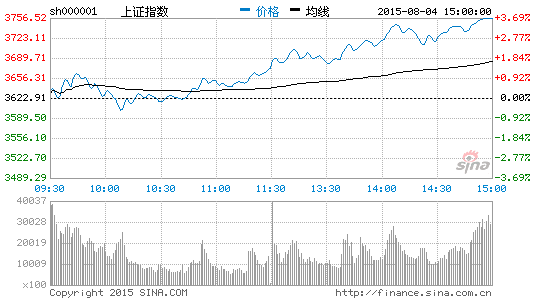 sh000001 上证指数 价格 均线 2015-08-04 15:00:00
3756.52 3.69%
3723.11 2.77%
3689.71 1.84%
3656.31 0.92%
3622.91 0.00%
3589.50 0.92%
3556.10 1.84%
3522.70 2.77%
3489.29 3.69%
sina
09:30 10:00 10:30 11:00 11:30 13:30 14:00 14:30 15:00
40037
30028
20019
10009
x100
Copyright 2015 SINA.COM http://finance.sina.com.cn